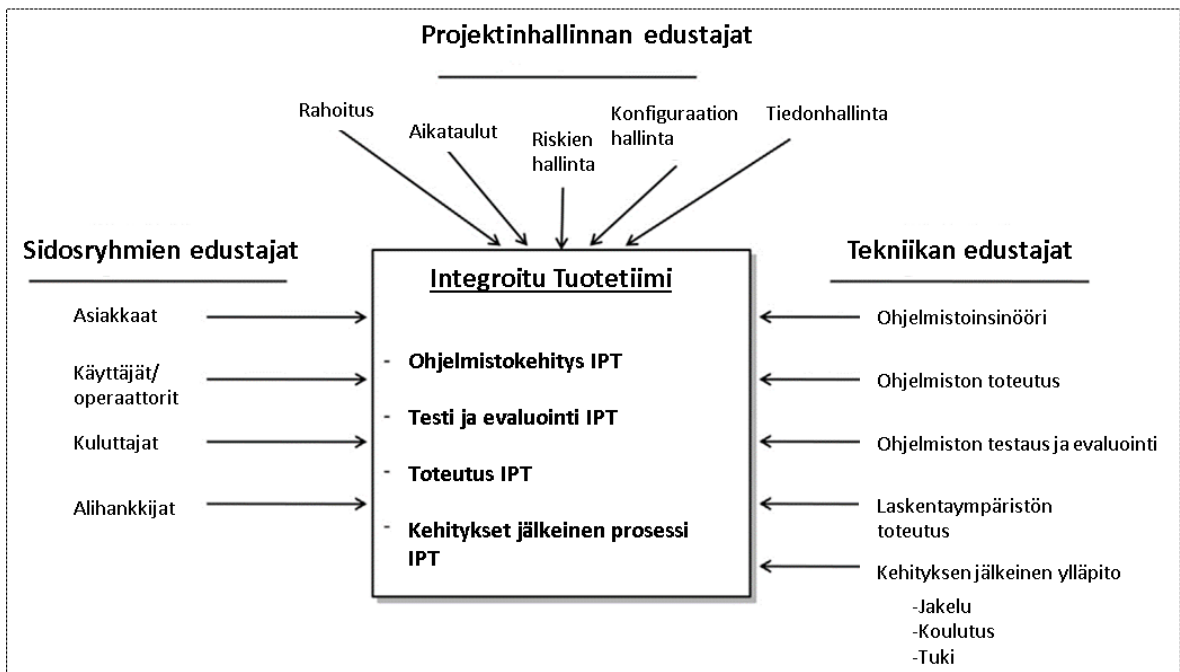 Projektinhallinnan edustajat
Rahoitus
Aikataulut
Riskien
hallinta
Konfiguraation
hallinta
Tiedonhallinta
Sidosryhmien edustajat
Asiakkaat
Käyttäjät/
operaattorit
Kuluttajat
Alihankkijat
Integroitu Tuotetiimi
- Ohjelmistokehitys IPT
- Testi ja evaluointi IPT
- Toteutus IPT
- Kehitykset jälkeinen prosessi
IPT
Tekniikan edustajat
Ohjelmistoinsinööri
Ohjelmiston toteutus
Ohjelmiston testaus ja evaluointi
Laskentaympäristön
toteutus
Kehityksen jälkeinen ylläpito
-Jakelu
-Koulutus
-Tuki